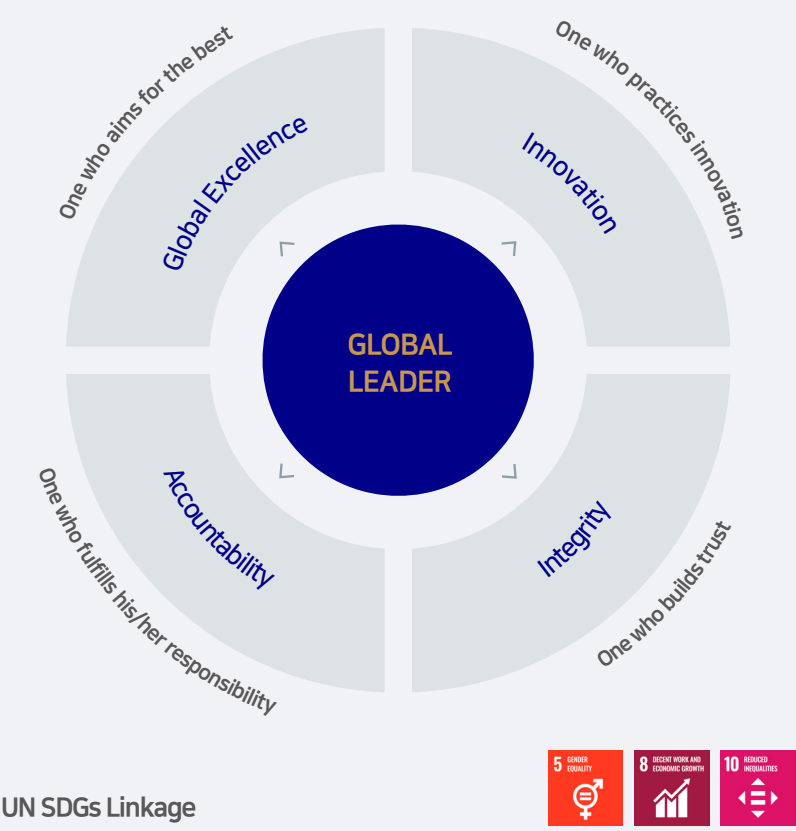 One who aims for the best
Global Excellence
One who practices innovation
Innovation
GLOBAL
LEADER
Accountability
One who fulfills his/her responsibility
Integrity
One who builds trust
5 GENDER
EQUALITY
8 DECENT WORK AND
ECONOMIC GROWTH
10 REDUCED
INEQUALITIES
UN SDGs Linkage